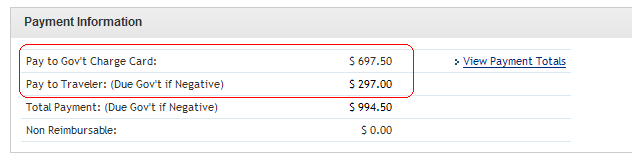 Payment Information
Pay to Gov't Charge Card: $ 697.50 View Payment Totals
Pay to Traveler: (Due Gov't if Negative) $ 297.00
Total Payment: (Due Gov't if Negative) $ 994.50
Non Reimbursable: $ 0.00